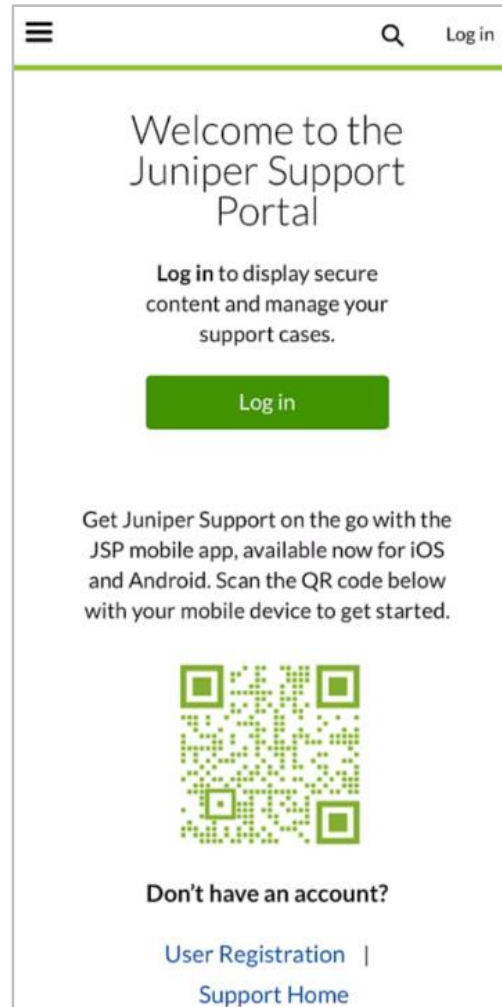 Log in
Welcome to the
Juniper Support
Portal
Log in to display secure
content and manage your
support cases.
Log in
Get Juniper Support on the go with the
JSP mobile app, available now for iOS
and Android. Scan the QR code below
with your mobile device to get started.
Don't have an account?
User Registration |
Support Home